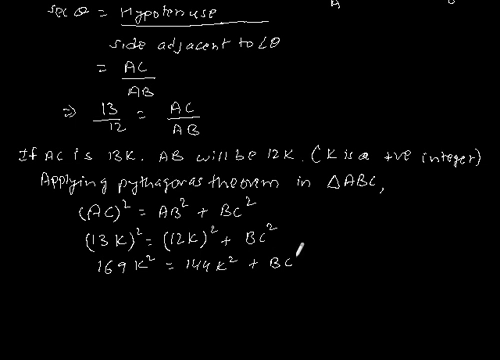 sec θ = Hypotenuse
side adjacent to ∠θ
= AC
AB
⇒ 13/12 = AC/AB
If AC is 13K. AB will be 12K. (K is a +ve integer)
Applying pythagoras theorem in △ABC,
(AC)² = AB² + BC²
(13K)² = (12K)² + BC²
169K² = 144K² + BC